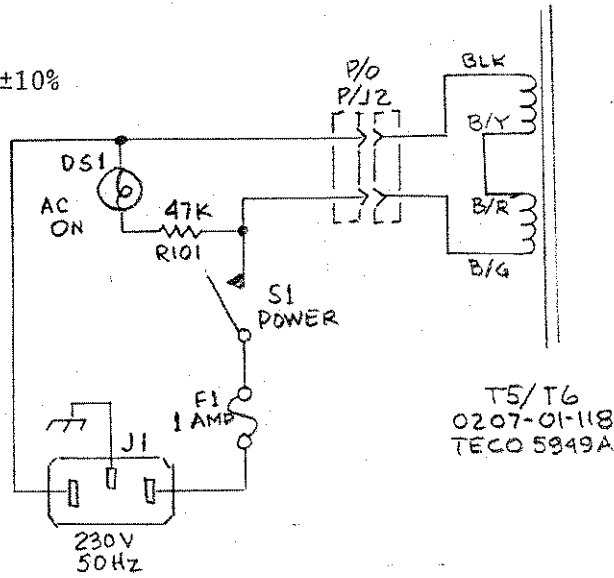 ±10%
P/O
P/J2
BLK
B/Y
B/R
B/G
DS1
AC
ON
47K
R101
S1
POWER
F1
1 AMP
J1
230V
50Hz
T5/T6
0207-01-118
TECO 5949A